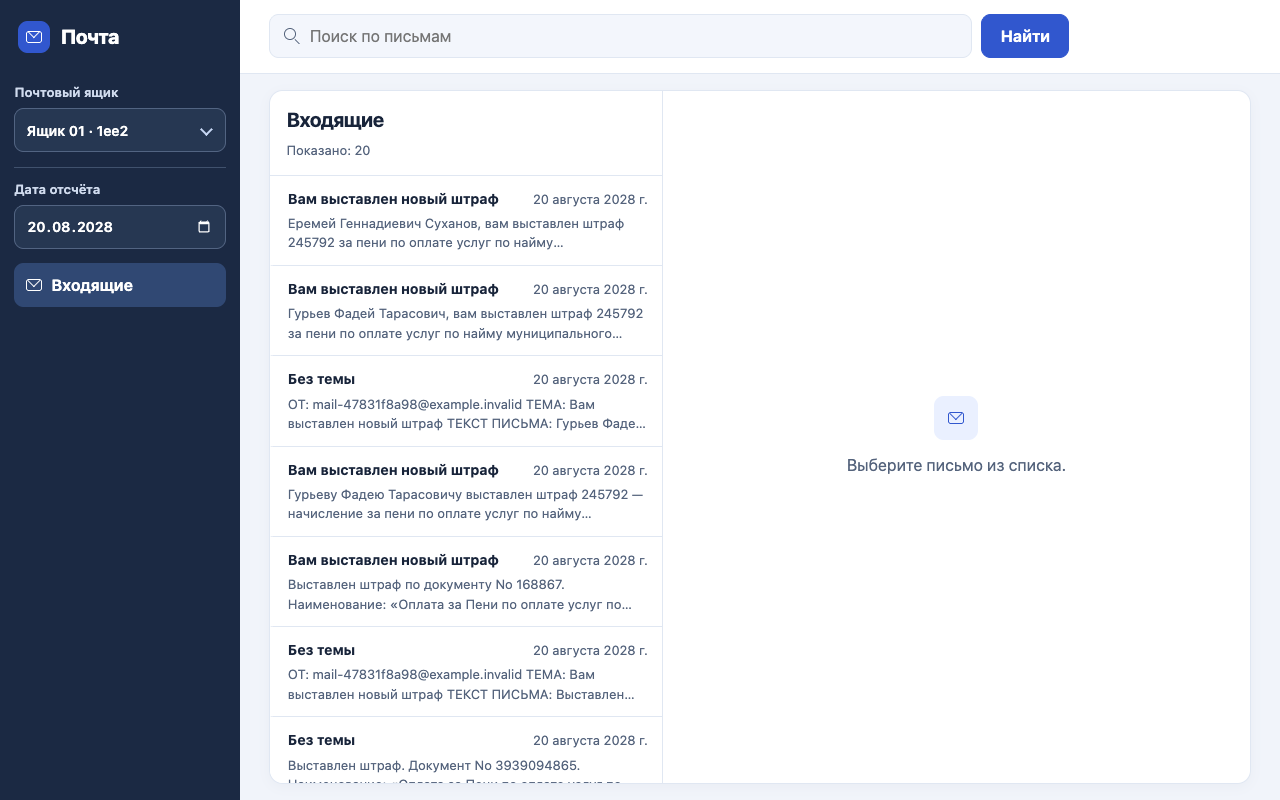 Почта
Почтовый ящик
Ящик 01 · 1ee2
Дата отсчёта
20.08.2028
Входящие
Поиск по письмам
Найти
Входящие
Показано: 20
Вам выставлен новый штраф 20 августа 2028 г.
Еремей Геннадиевич Суханов, вам выставлен штраф
245792 за пени по оплате услуг по найму…
Вам выставлен новый штраф 20 августа 2028 г.
Гурьев Фадей Тарасович, вам выставлен штраф 245792
за пени по оплате услуг по найму муниципального…
Без темы 20 августа 2028 г.
ОТ: mail-47831f8a98@example.invalid ТЕМА: Вам
выставлен новый штраф ТЕКСТ ПИСЬМА: Гурьев Фаде…
Вам выставлен новый штраф 20 августа 2028 г.
Гурьеву Фадею Тарасовичу выставлен штраф 245792 —
начисление за пени по оплате услуг по найму…
Вам выставлен новый штраф 20 августа 2028 г.
Выставлен штраф по документу No 168867.
Наименование: «Оплата за Пени по оплате услуг по…
Без темы 20 августа 2028 г.
ОТ: mail-47831f8a98@example.invalid ТЕМА: Вам
выставлен новый штраф ТЕКСТ ПИСЬМА: Выставлен…
Без темы 20 августа 2028 г.
Выставлен штраф. Документ No 3939094865.
Наименование: «Оплата за Пени по оплате услуг по…
Выберите письмо из списка.